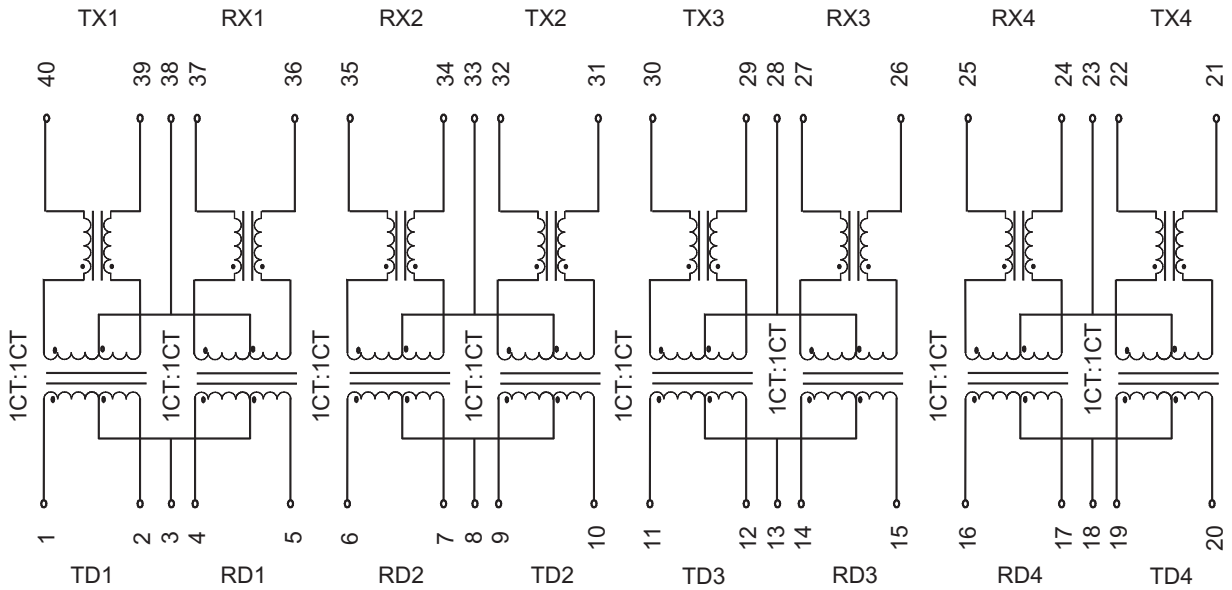 TX1 RX1 RX2 TX2 TX3 RX3 RX4 TX4
40 39 38 37 36 35 34 33 32 31 30 29 28 27 26 25 24 23 22 21
1CT:1CT 1CT:1CT 1CT:1CT 1CT:1CT 1CT:1CT 1CT:1CT 1CT:1CT
1 2 3 4 5 6 7 8 9 10 11 12 13 14 15 16 17 18 19 20
TD1 RD1 RD2 TD2 TD3 RD3 RD4 TD4